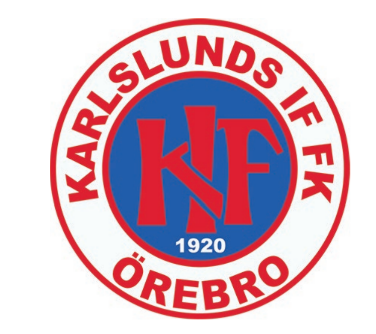 KARLSLUNDS IF FK
KIF
1920
ÖREBRO